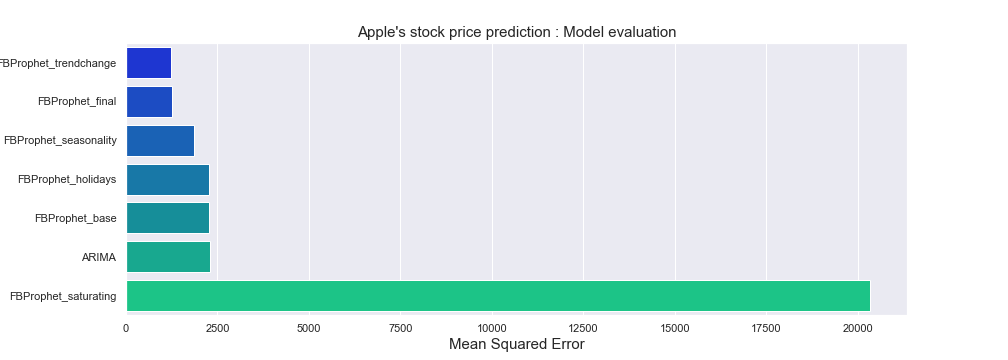 Apple's stock price prediction : Model evaluation
FBProphet_trendchange
FBProphet_final
FBProphet_seasonality
FBProphet_holidays
FBProphet_base
ARIMA
FBProphet_saturating
0 2500 5000 7500 10000 12500 15000 17500 20000
Mean Squared Error